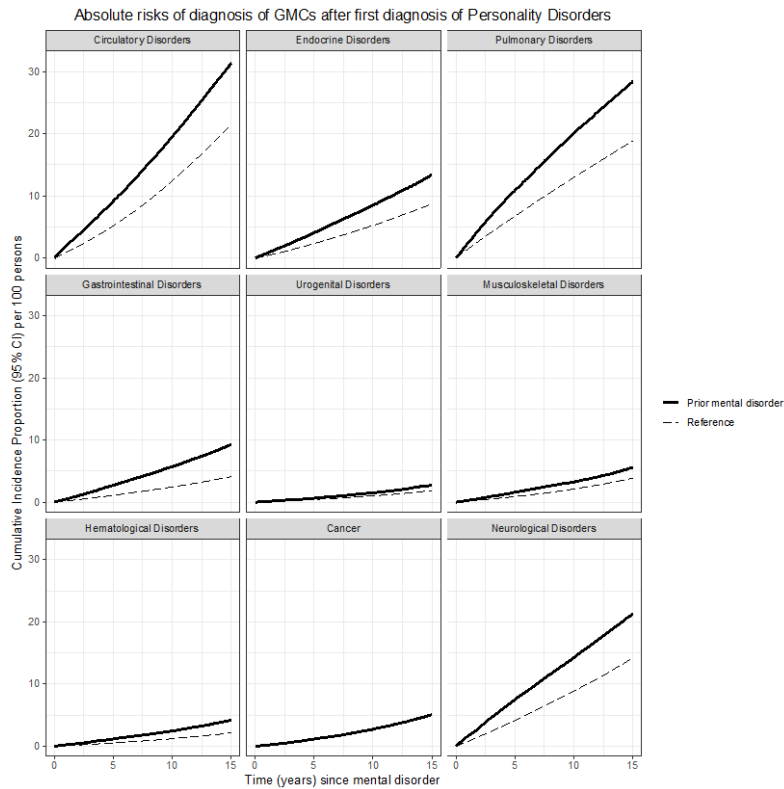 Absolute risks of diagnosis of GMCs after first diagnosis of Personality Disorders
Circulatory Disorders
Endocrine Disorders
Pulmonary Disorders
30
20
10
0
Gastrointestinal Disorders
Urogenital Disorders
Musculoskeletal Disorders
30
20
10
0
Hematological Disorders
Cancer
Neurological Disorders
30
20
10
0
0 5 10 15
0 5 10 15
0 5 10 15
Time (years) since mental disorder
Cumulative Incidence Proportion (95% CI) per 100 persons
Prior mental disorder
Reference